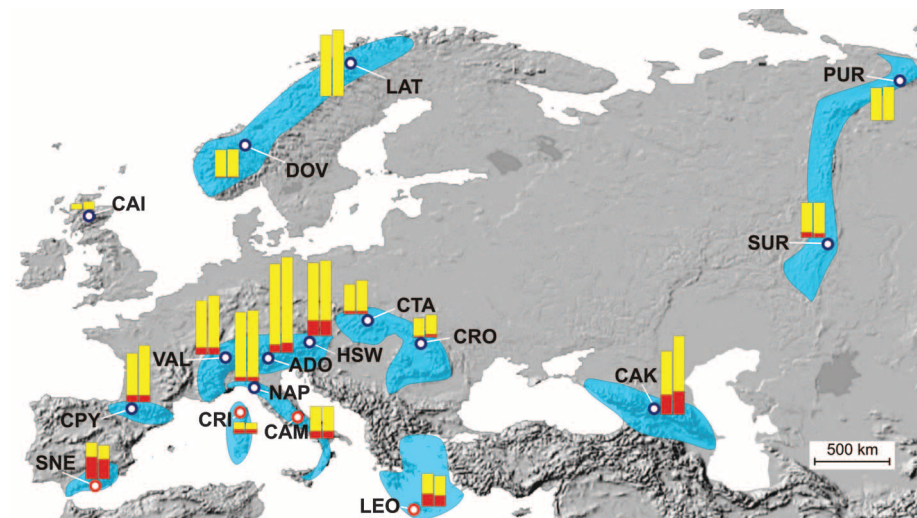 PUR
LAT
DOV
CAI
SUR
CTA
CRO
HSW
VAL
ADO
CAK
NAP
CPY
CRI
CAM
500 km
SNE
LEO